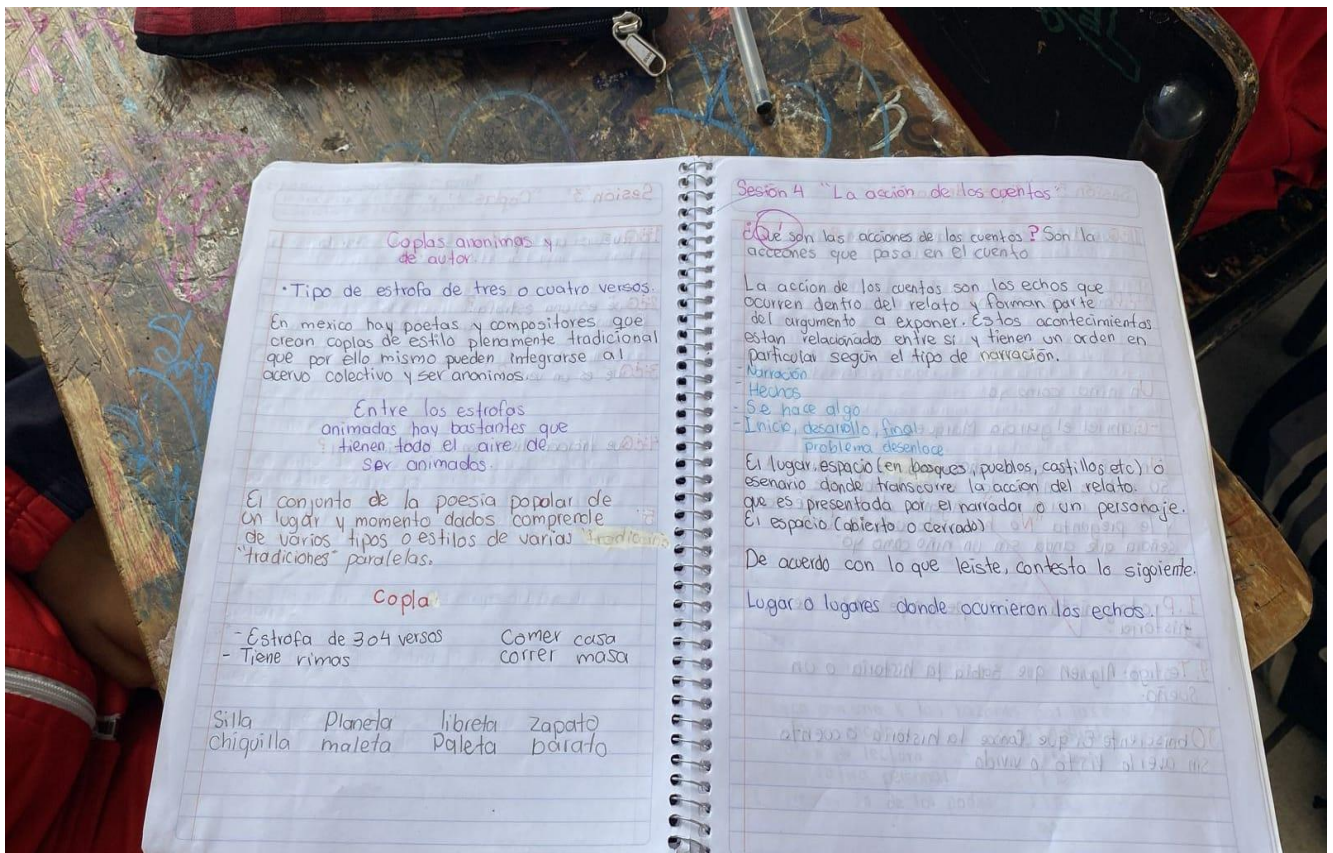 Coplas anonimas y
de autor.
• Tipo de estrofa de tres o cuatro versos.
En mexico hay poetas y compositores que
crean coplas de estilo plenamente tradicional
que por ello mismo pueden integrarse al
acervo colectivo y ser anonimos.
Entre las estrofas
animadas hay bastantes que
tienen todo el aire de
ser animados.
El conjunto de la poesia popular de
un lugar y momento dados comprende
de varios tipos o estilos de varias
"tradiciones" paralelas.
Copla
- Estrofa de 3 o 4 versos
- Tiene rimas
Comer casa
correr masa
Silla Planeta libreta Zapato
chiquilla maleta Paleta barato
Sesión 4 "La acción de los cuentos"
¿Qué son las acciones de los cuentos? Son la
acceones que pasa en el cuento
La accion de los cuentos son los echos que
ocurren dentro del relato y forman parte
del argumento a exponer. Estos acontecimientos
estan relacionados entre si y tienen un orden en
particular según el tipo de narración.
- Narración
- Hechos
- Se hace algo
- Inicio, desarollo, final
problema desenlace
El lugar, espacio (en bosques, pueblos, castillos etc) o
esenario donde transcurre la accion del relato.
que es presentada por el narrador o un personaje.
El espacio (abierto o cerrado)
De acuerdo con lo que leiste, contesta lo siguiente.
Lugar o lugares donde ocurrieron los echos.